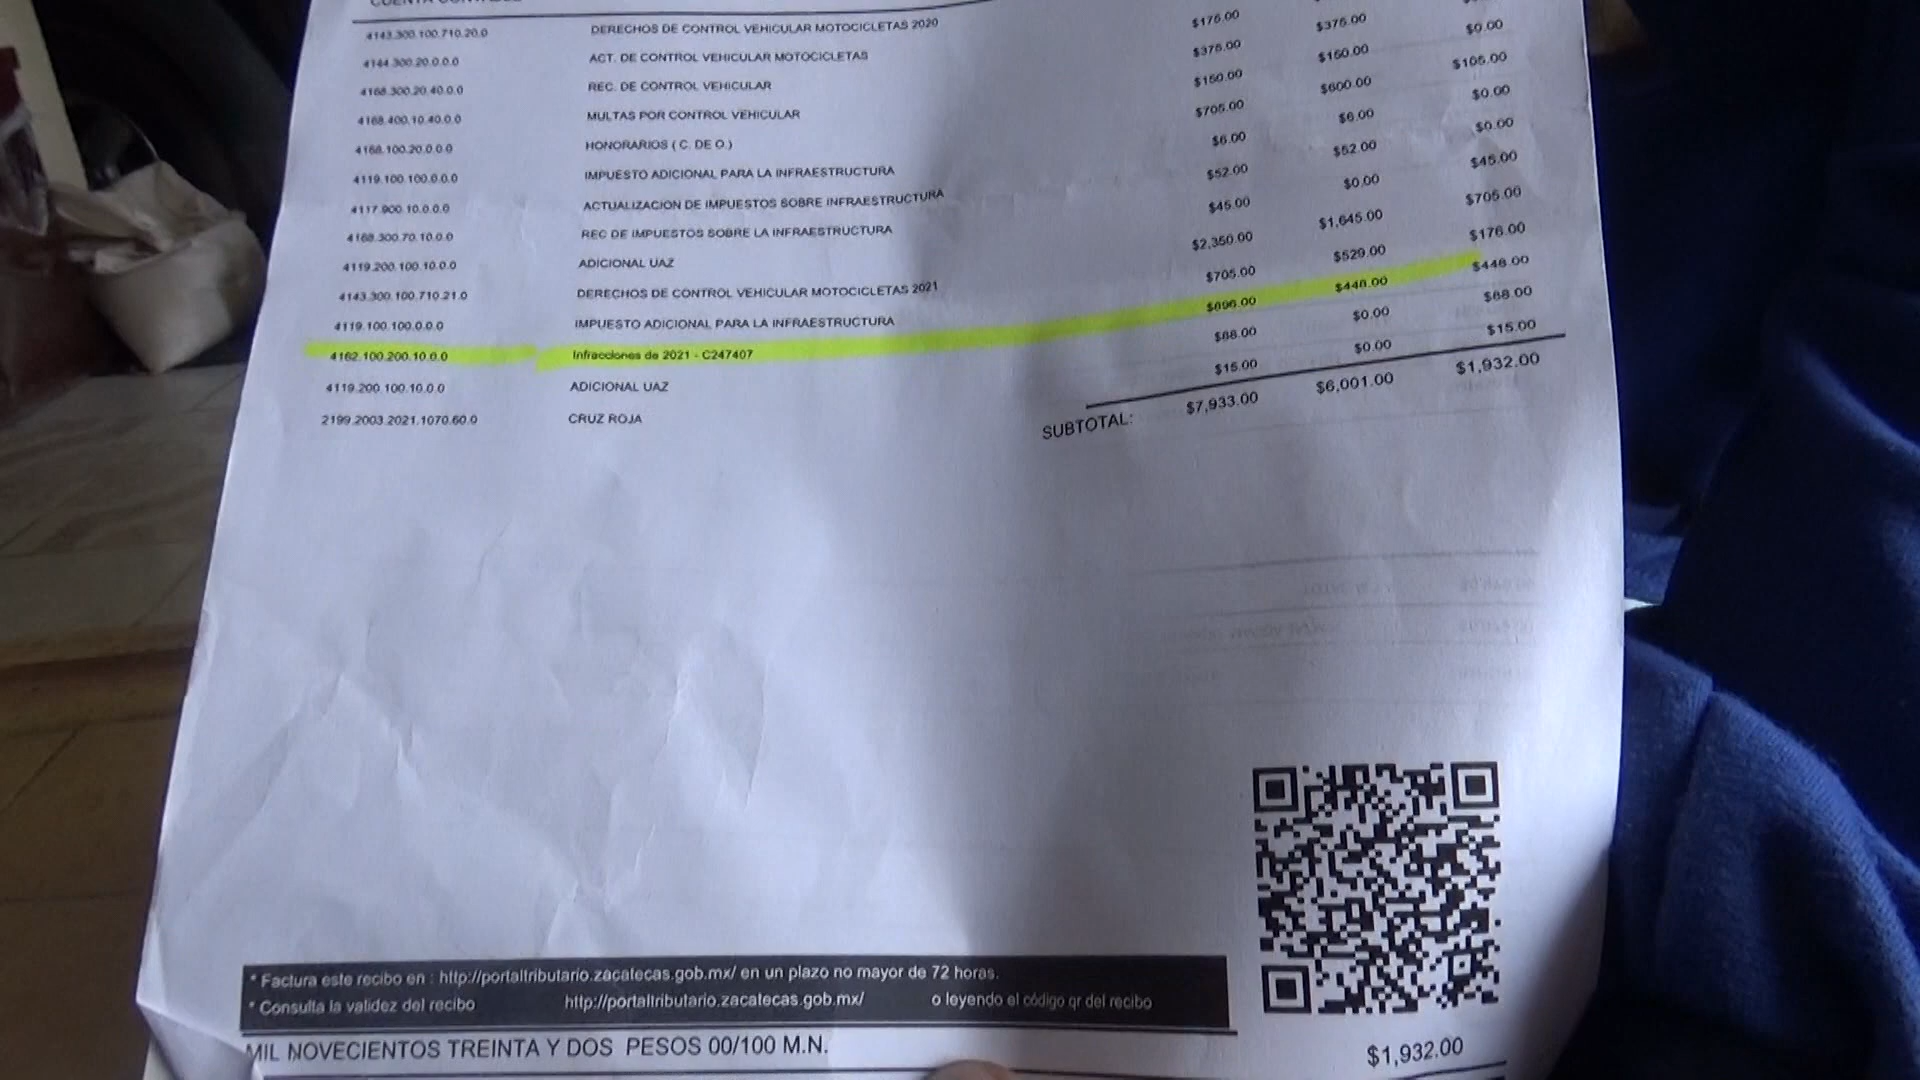 4143.300.100.710.20.0 DERECHOS DE CONTROL VEHICULAR MOTOCICLETAS 2020
4144.300.20.0.0.0 ACT. DE CONTROL VEHICULAR MOTOCICLETAS
4168.300.20.40.0.0 REC. DE CONTROL VEHICULAR $176.00
4168.400.10.40.0.0 MULTAS POR CONTROL VEHICULAR $375.00 $375.00
4168.100.20.0.0.0 HONORARIOS ( C. DE O.) $150.00 $150.00 $0.00
4119.100.100.0.0.0 IMPUESTO ADICIONAL PARA LA INFRAESTRUCTURA $705.00 $600.00 $105.00
4117.900.10.0.0.0 ACTUALIZACION DE IMPUESTOS SOBRE INFRAESTRUCTURA $6.00 $6.00 $0.00
4168.300.70.10.0.0 REC DE IMPUESTOS SOBRE LA INFRAESTRUCTURA $52.00 $52.00 $0.00
4119.200.100.10.0.0 ADICIONAL UAZ $45.00 $0.00 $45.00
4143.300.100.710.21.0 DERECHOS DE CONTROL VEHICULAR MOTOCICLETAS 2021 $2,350.00 $1,645.00 $705.00
4119.100.100.0.0.0 IMPUESTO ADICIONAL PARA LA INFRAESTRUCTURA $705.00 $529.00 $176.00
4162.100.200.10.0.0 Infracciones de 2021 - C247407 $896.00 $448.00 $448.00
4119.200.100.10.0.0 ADICIONAL UAZ $88.00 $0.00 $88.00
2199.2003.2021.1070.60.0 CRUZ ROJA $15.00 $0.00 $15.00
SUBTOTAL: $7,933.00 $6,001.00 $1,932.00
* Factura este recibo en : http://portaltributario.zacatecas.gob.mx/ en un plazo no mayor de 72 horas.
* Consulta la validez del recibo http://portaltributario.zacatecas.gob.mx/ o leyendo el código qr del recibo
MIL NOVECIENTOS TREINTA Y DOS PESOS 00/100 M.N. $1,932.00